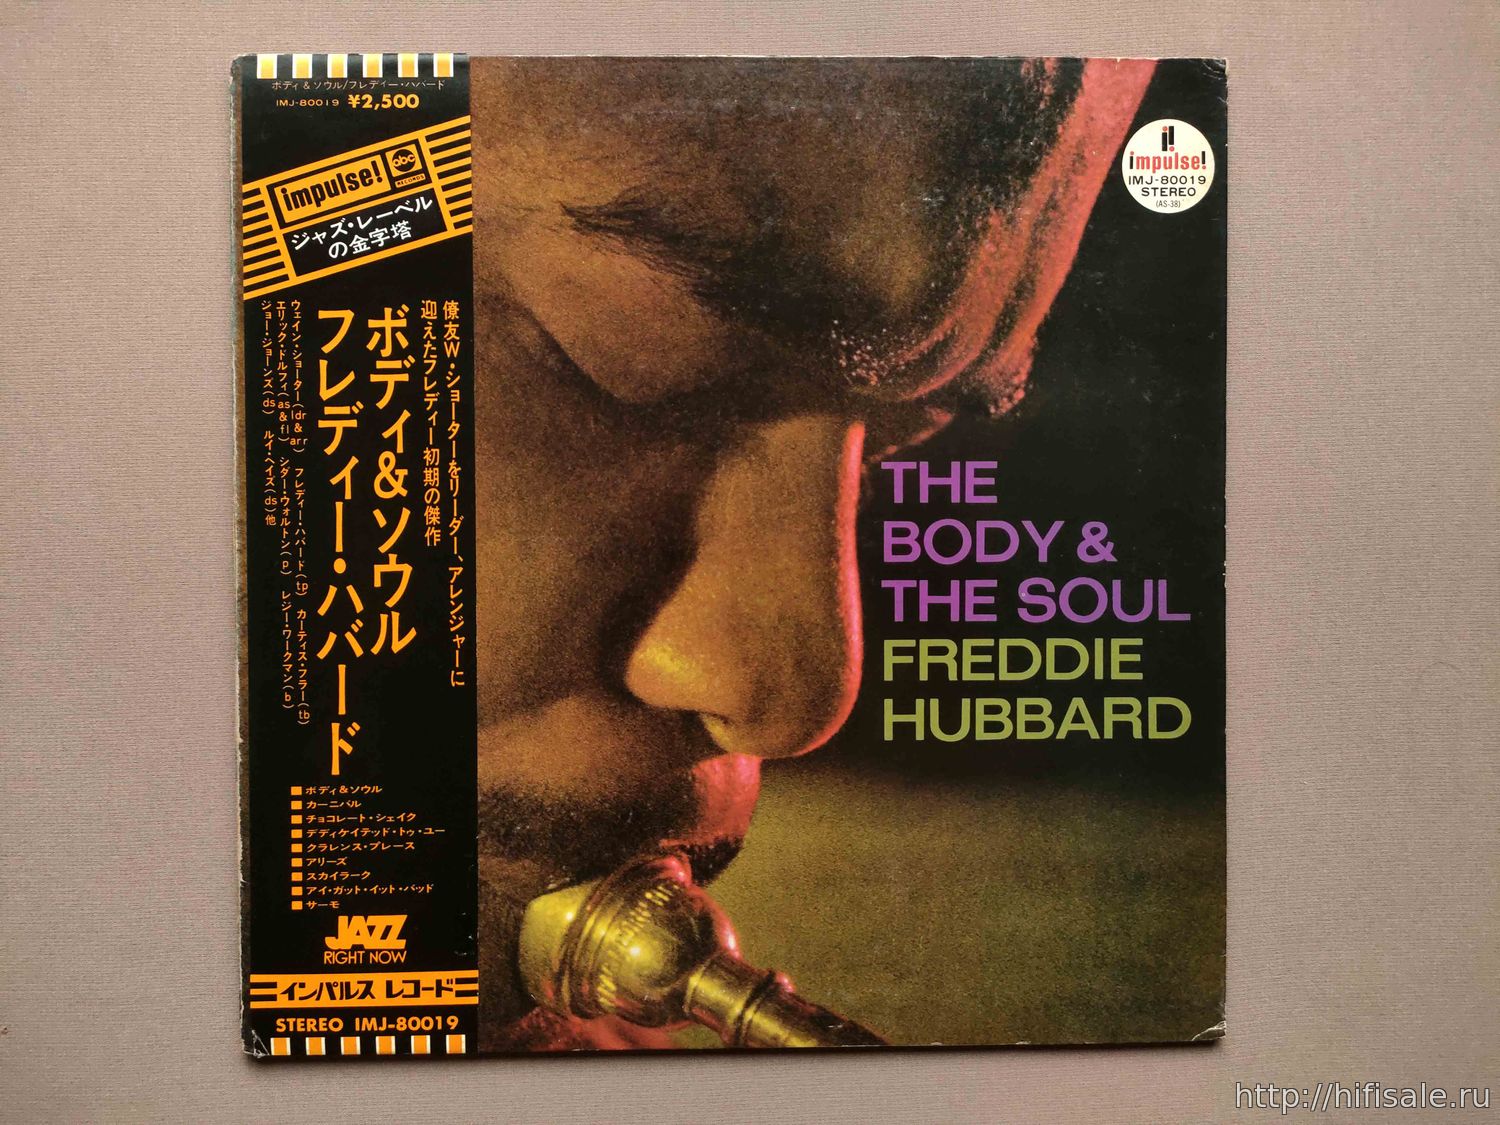 ボディ&ソウル/フレディー・ハバード
IMJ-80019 ¥2,500
impulse!
abc
RECORDS
ジャズ・レーベル
の金字塔
僚友W・ショーターをリーダー、アレンジャーに
迎えたフレディー初期の傑作
ボディ&ソウル
フレディー・ハバード
ウェイン・ショーター(ldr&arr) フレディー・ハバード(tp) カーティス・フラー(tb)
エリック・ドルフィ(as&fl) シダー・ウォルトン(p) レジー・ワークマン(b)
ジョー・ジョーンズ(ds) ルイ・ヘイズ(ds)他
■ボディ&ソウル
■カーニバル
■チョコレート・シェイク
■デディケイテッド・トゥ・ユー
■クラレンス・プレース
■アリーズ
■スカイラーク
■アイ・ガット・イット・バッド
■サーモ
JAZZ
RIGHT NOW
インパルス レコード
STEREO IMJ-80019
i!
impulse!
IMJ-80019
STEREO
(AS-38)
THE
BODY &
THE SOUL
FREDDIE
HUBBARD
http://hifisale.ru